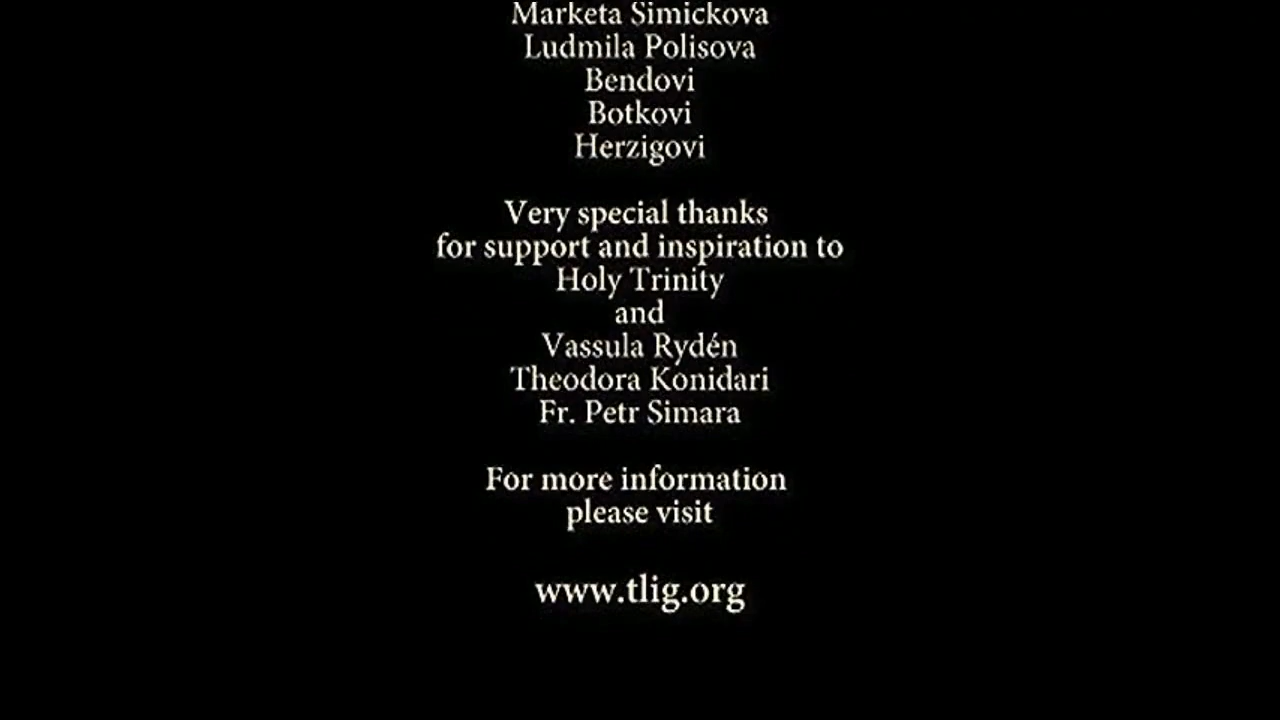 Marketa Simickova
Ludmila Polisova
Bendovi
Botkovi
Herzigovi
Very special thanks
for support and inspiration to
Holy Trinity
and
Vassula Rydén
Theodora Konidari
Fr. Petr Simara
For more information
please visit
www.tlig.org